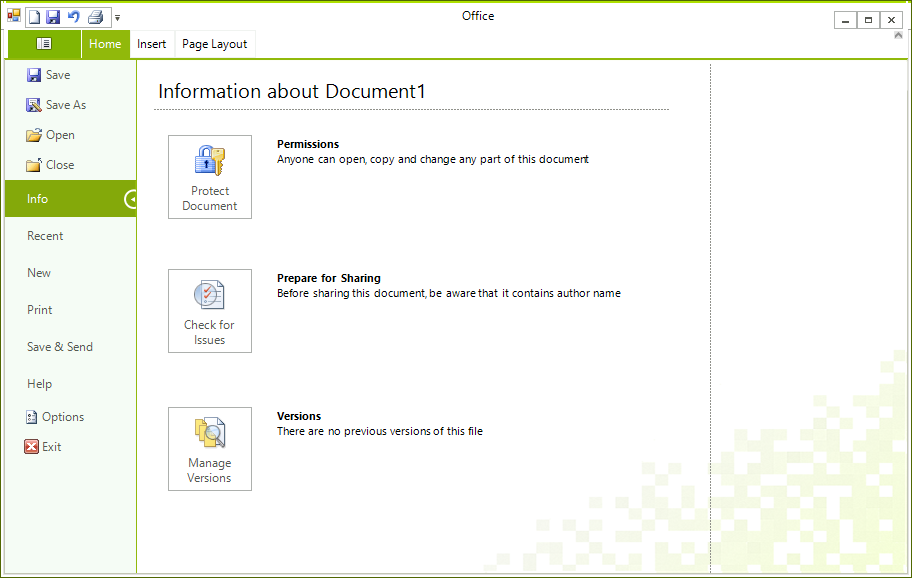 Office
Home Insert Page Layout
Save
Save As
Open
Close
Info
Recent
New
Print
Save & Send
Help
Options
Exit
Information about Document1
Protect
Document
Permissions
Anyone can open, copy and change any part of this document
Check for
Issues
Prepare for Sharing
Before sharing this document, be aware that it contains author name
Manage
Versions
Versions
There are no previous versions of this file